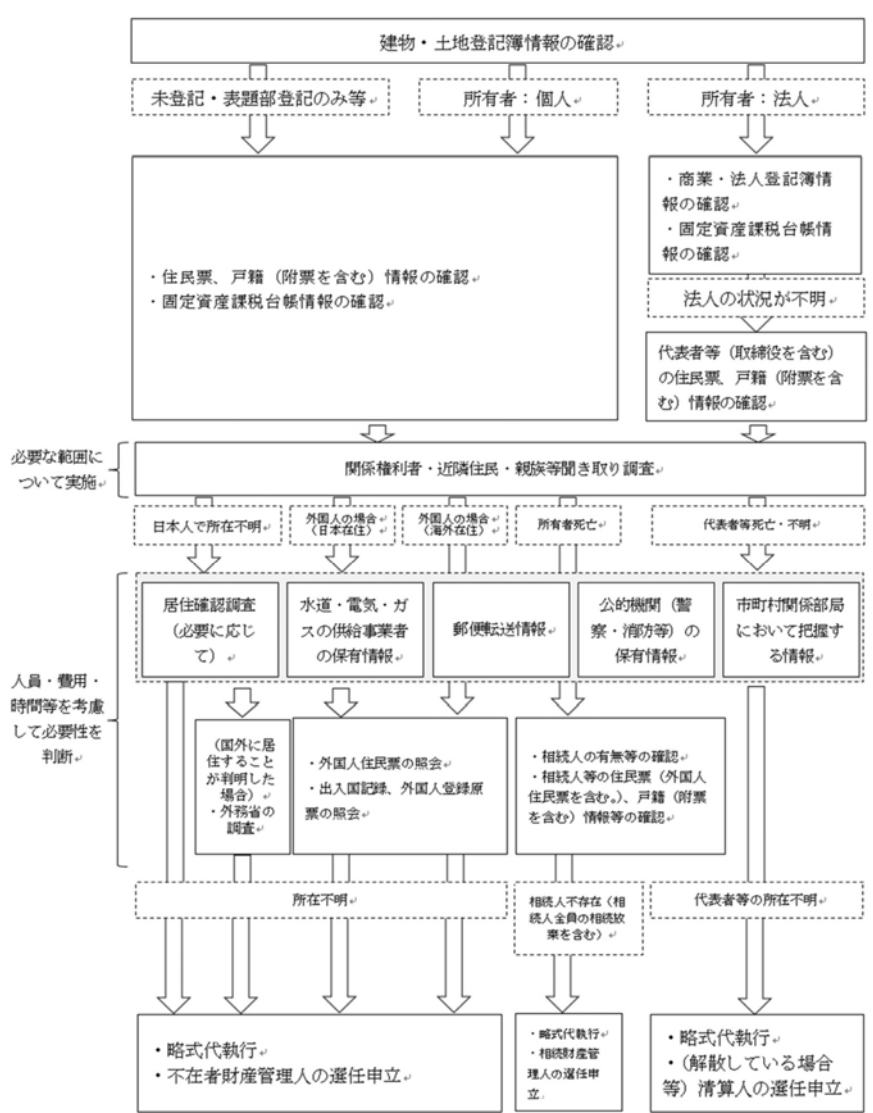 建物・土地登記簿情報の確認
未登記・表題部登記のみ等
所有者：個人
所有者：法人
・商業・法人登記簿情
報の確認
・固定資産課税台帳情
報の確認
・住民票、戸籍（附票を含む）情報の確認
・固定資産課税台帳情報の確認
法人の状況が不明
代表者等（取締役を含む）
の住民票、戸籍（附票を含
む）情報の確認
必要な範囲に
ついて実施
関係権利者・近隣住民・親族等聞き取り調査
日本人で所在不明
外国人の場合
（日本在住）
外国人の場合
（海外在住）
所有者死亡
代表者等死亡・不明
人員・費用・
時間等を考慮
して必要性を
判断
居住確認調査
（必要に応じ
て）
水道・電気・ガ
スの供給事業者
の保有情報
郵便転送情報
公的機関（警
察・消防等）の
保有情報
市町村関係部局
において把握す
る情報
（国外に居
住すること
が判明した
場合）
・外務省の
調査
・外国人住民票の照会
・出入国記録、外国人登録原
票の照会
・相続人の有無等の確認
・相続人等の住民票（外国人
住民票を含む。）、戸籍（附票
を含む）情報等の確認
所在不明
相続人不存在（相
続人全員の相続放
棄を含む）
代表者等の所在不明
・略式代執行
・不在者財産管理人の選任申立
・略式代執行
・相続財産管
理人の選任申
立
・略式代執行
・（解散している場合
等）清算人の選任申立